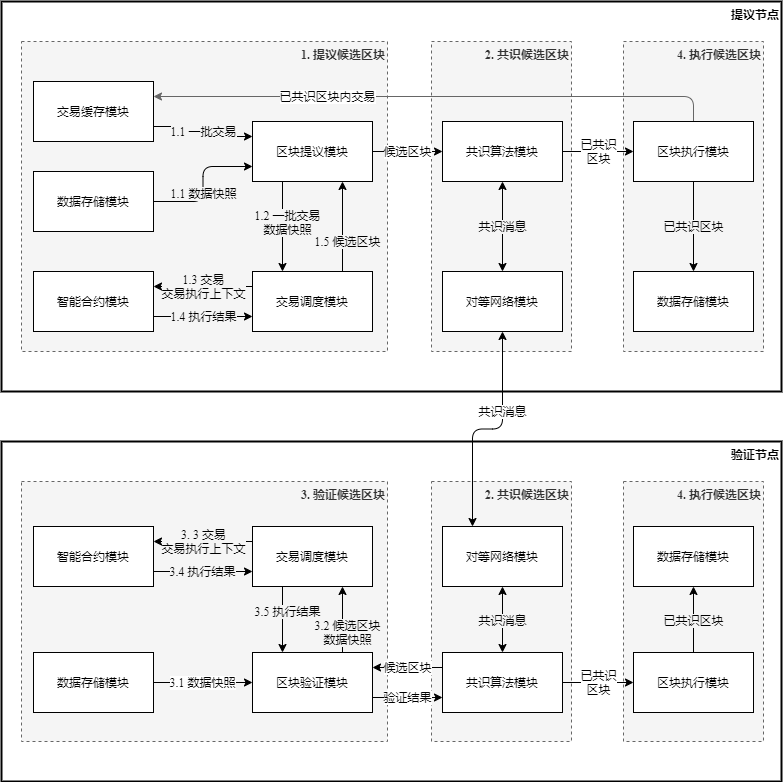 提议节点
1. 提议候选区块
2. 共识候选区块
4. 执行候选区块
已共识区块内交易
交易缓存模块
1.1 一批交易
区块提议模块
候选区块
共识算法模块
已共识
区块
区块执行模块
数据存储模块
1.1 数据快照
1.2 一批交易
数据快照
1.5 候选区块
共识消息
已共识区块
智能合约模块
1.3 交易
交易执行上下文
1.4 执行结果
交易调度模块
对等网络模块
数据存储模块
共识消息
验证节点
3. 验证候选区块
2. 共识候选区块
4. 执行候选区块
智能合约模块
3. 3 交易
交易执行上下文
3.4 执行结果
交易调度模块
对等网络模块
数据存储模块
3.5 执行结果
3.2 候选区块
数据快照
共识消息
已共识区块
数据存储模块
3.1 数据快照
区块验证模块
候选区块
验证结果
共识算法模块
已共识
区块
区块执行模块